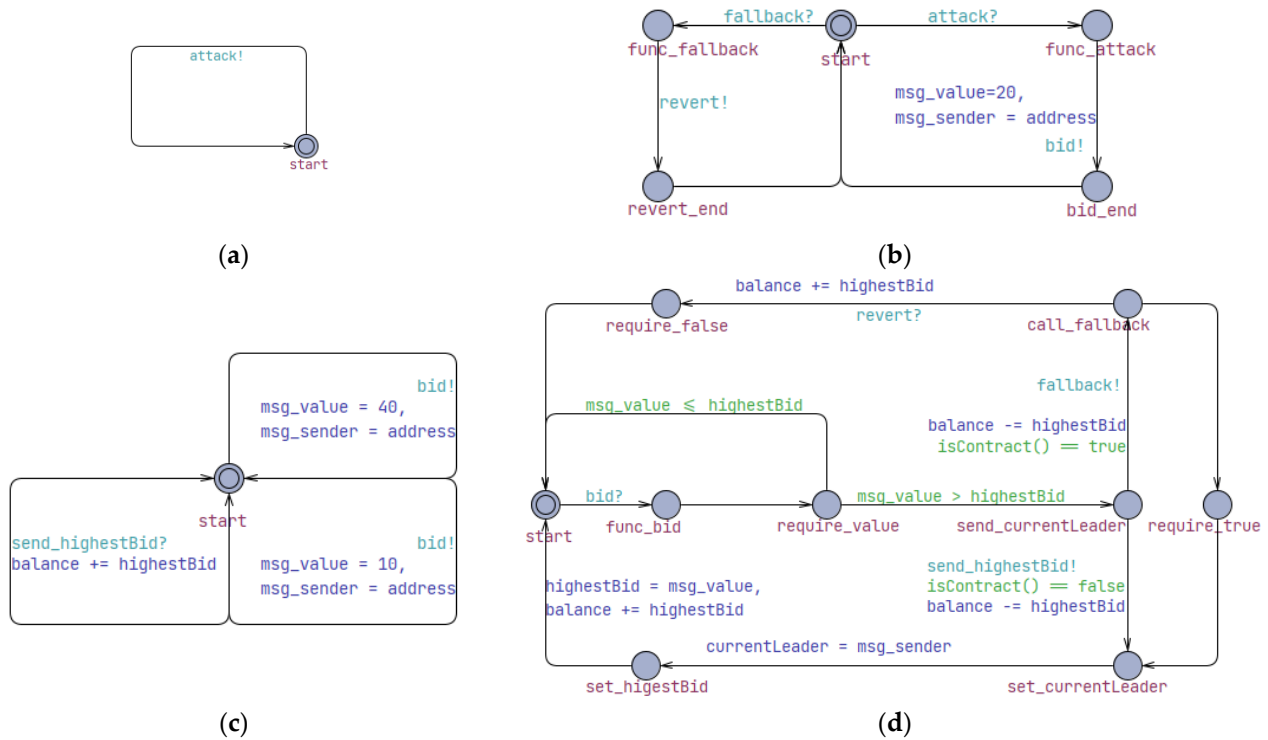 attack!
start
(a)
fallback?
attack?
func_fallback
start
func_attack
revert!
msg_value=20,
msg_sender = address
bid!
revert_end
bid_end
(b)
bid!
msg_value = 40,
msg_sender = address
start
send_highestBid?
balance += highestBid
bid!
msg_value = 10,
msg_sender = address
(c)
balance += highestBid
require_false
revert?
call_fallback
fallback!
msg_value ⩽ highestBid
balance -= highestBid
isContract() == true
bid?
msg_value > highestBid
start
func_bid
require_value
send_currentLeader
require_true
highestBid = msg_value,
balance += highestBid
send_highestBid!
isContract() == false
balance -= highestBid
currentLeader = msg_sender
set_higestBid
set_currentLeader
(d)